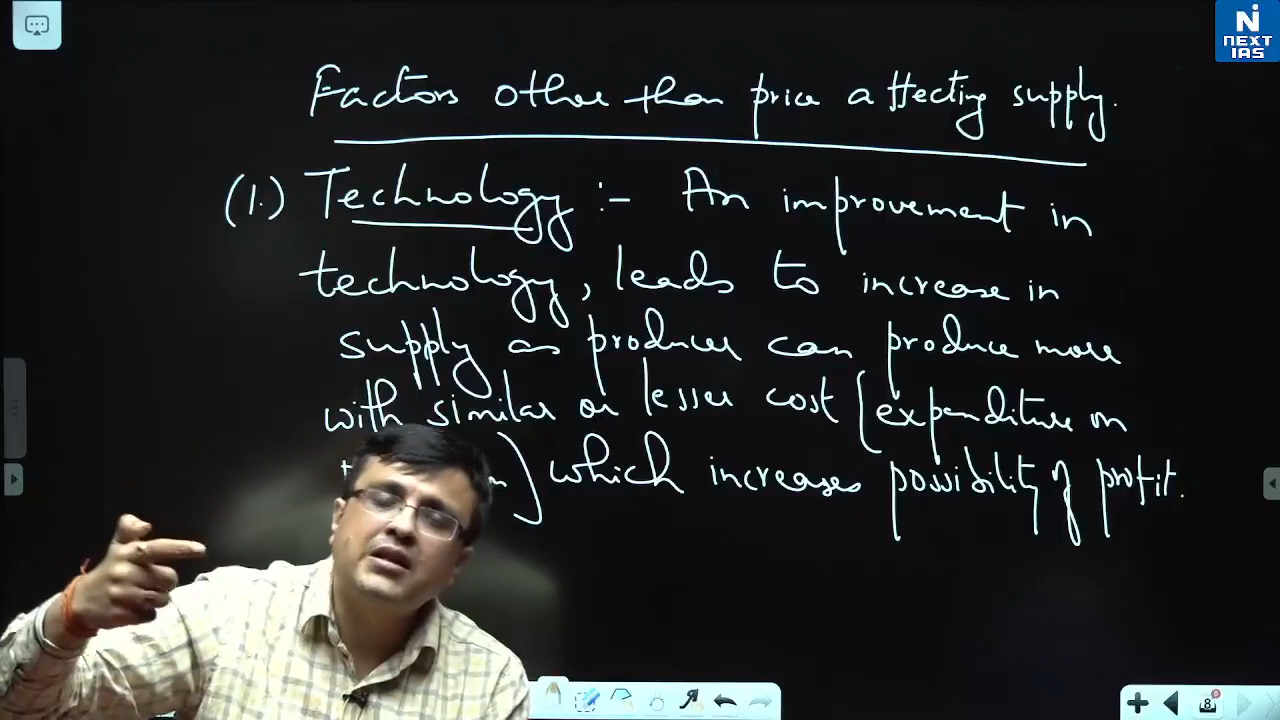 NEXT IAS
Factors other than price affecting supply.
(1.) Technology :- An improvement in
technology, leads to increase in
supply as producer can produce more
with similar or lesser cost (expenditure on
) which increases possibility of profit.
8